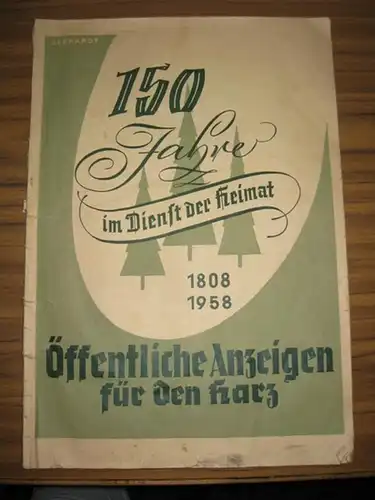 150
Jahre
im Dienst der Heimat
1808
1958
Öffentliche Anzeigen
für den Harz